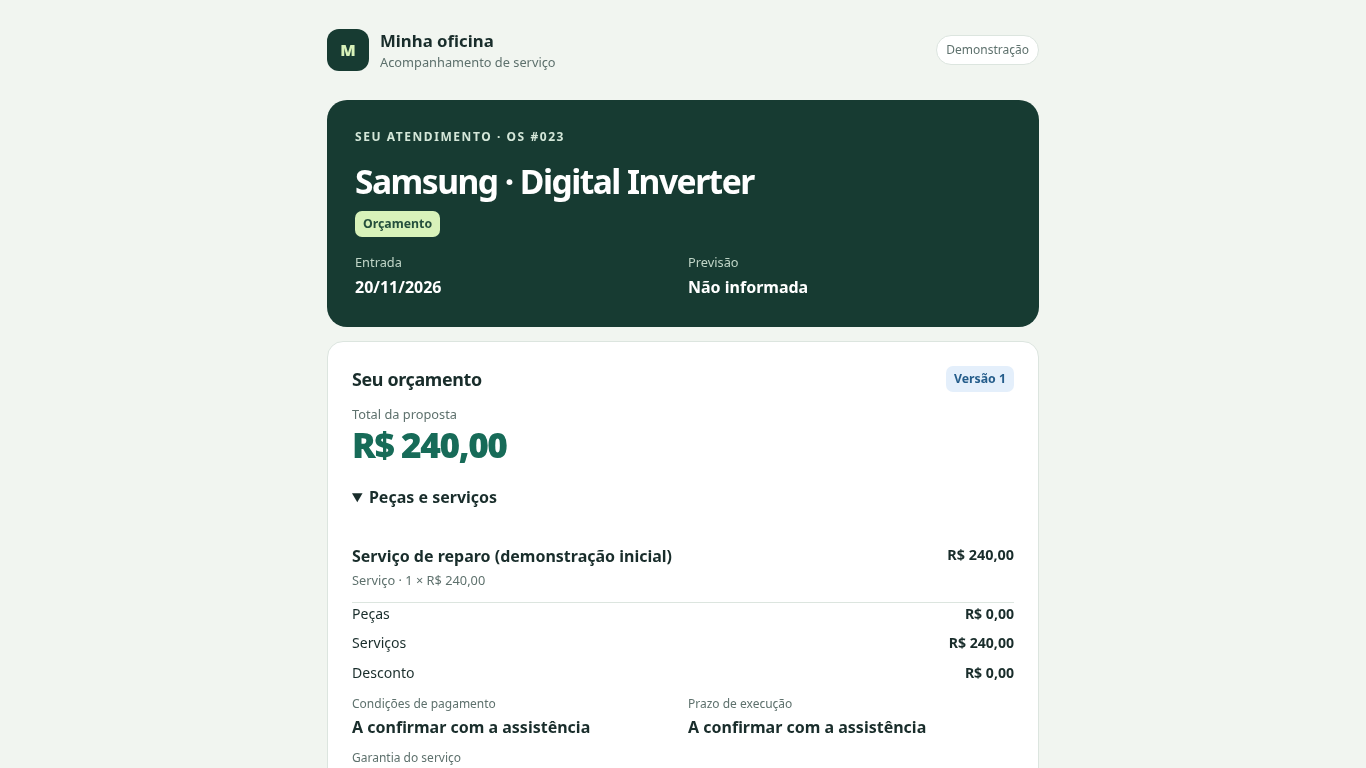 M
Minha oficina
Acompanhamento de serviço
Demonstração
SEU ATENDIMENTO · OS #023
Samsung · Digital Inverter
Orçamento
Entrada
20/11/2026
Previsão
Não informada
Seu orçamento
Versão 1
Total da proposta
R$ 240,00
▼ Peças e serviços
Serviço de reparo (demonstração inicial)
R$ 240,00
Serviço · 1 × R$ 240,00
Peças
R$ 0,00
Serviços
R$ 240,00
Desconto
R$ 0,00
Condições de pagamento
A confirmar com a assistência
Prazo de execução
A confirmar com a assistência
Garantia do serviço